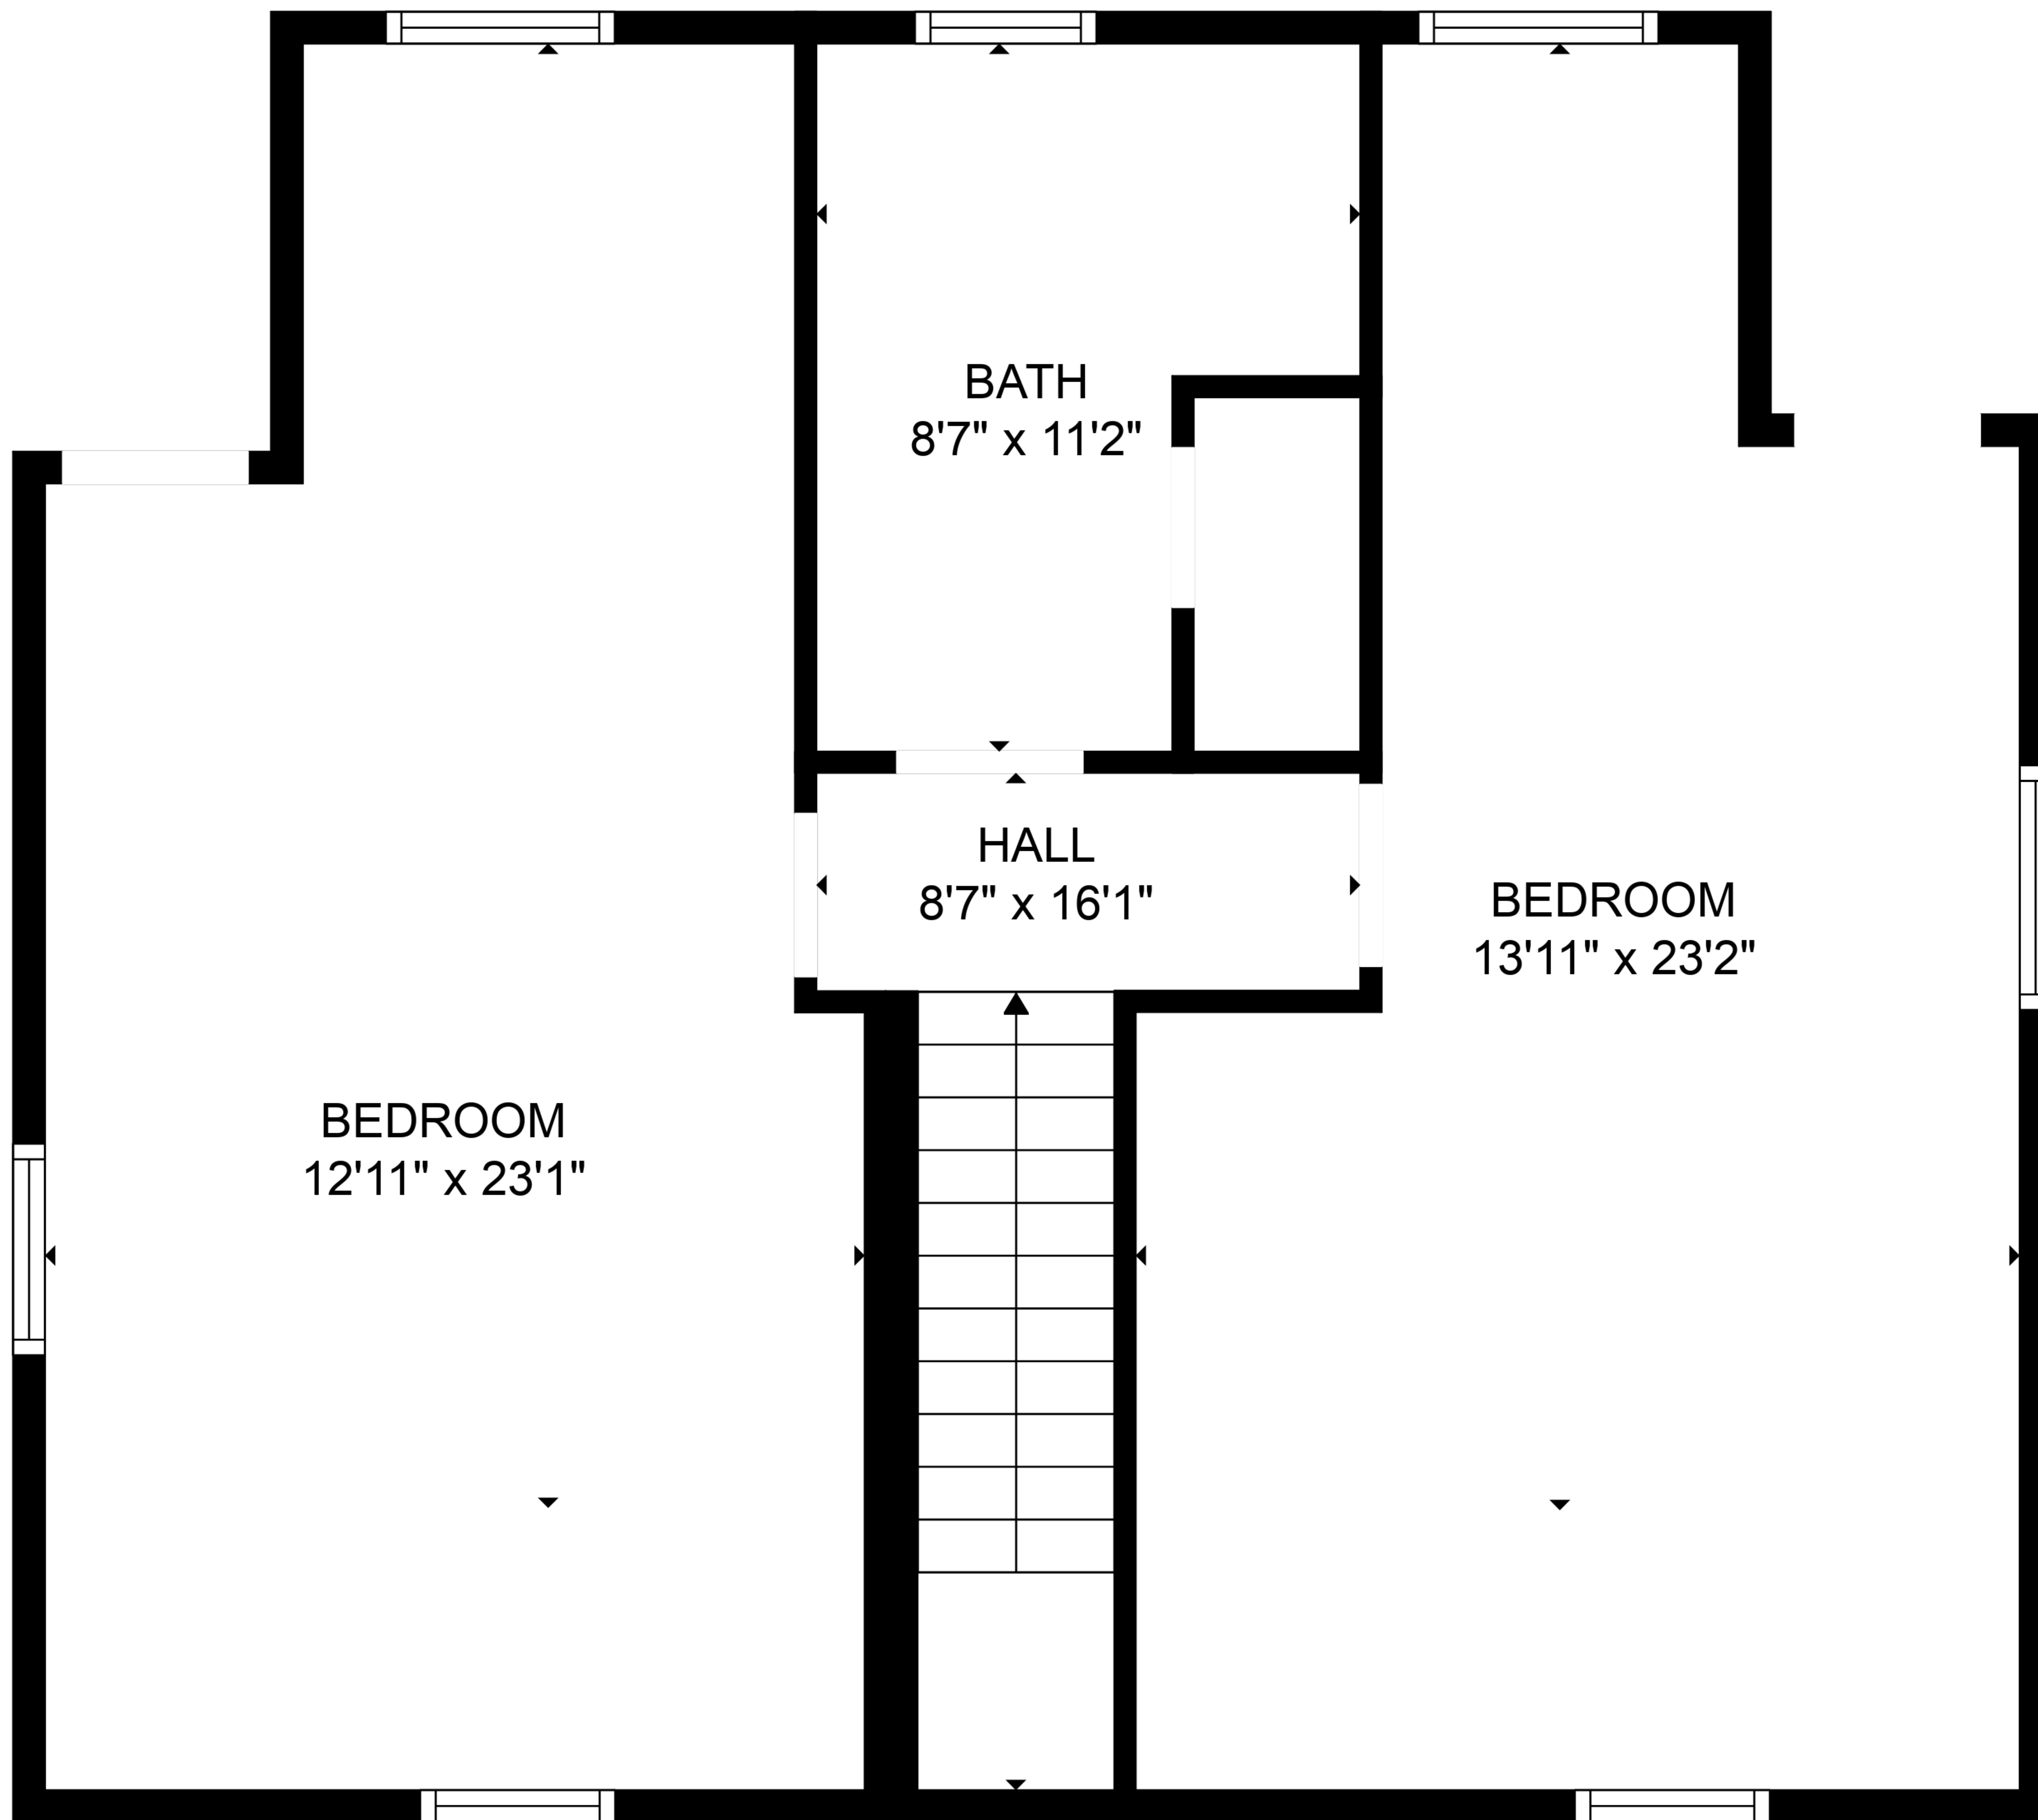 BATH
8'7" x 11'2"
HALL
8'7" x 16'1"
BEDROOM
13'11" x 23'2"
BEDROOM
12'11" x 23'1"